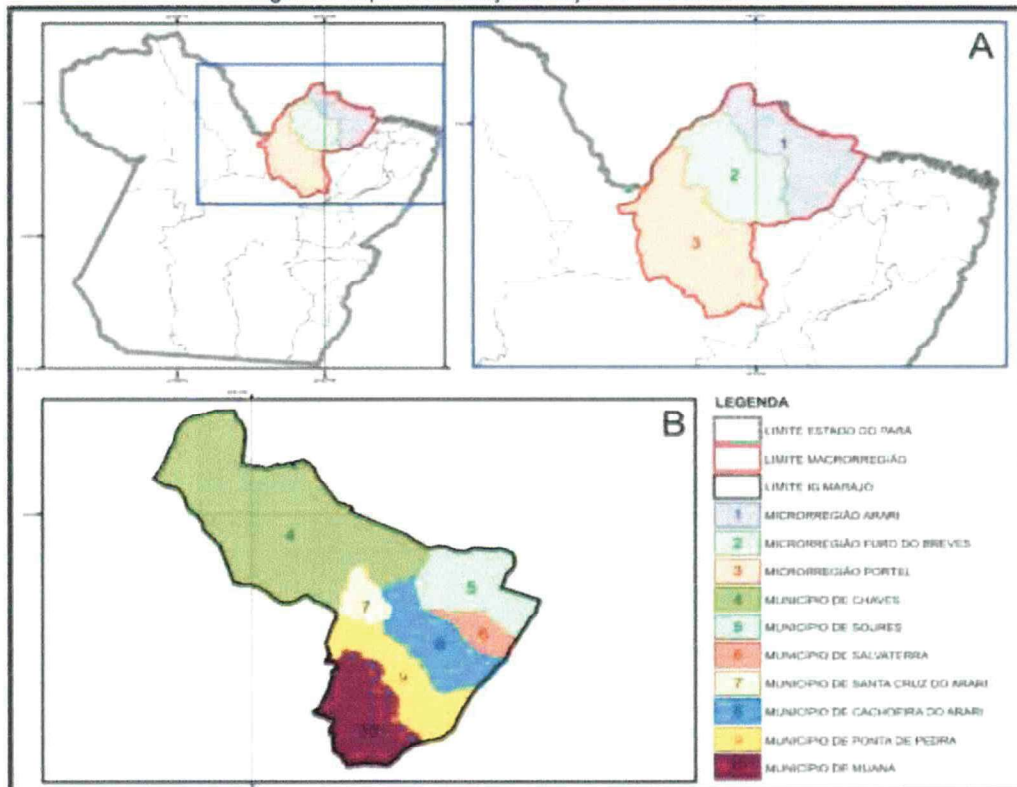 A
1
2
3
B
4
5
6
7
8
9
10
LEGENDA
LIMITE ESTADO DO PARÁ
LIMITE MACRORREGIÃO
LIMITE IG MARAJÓ
1 MICRORREGIÃO ARARI
2 MICRORREGIÃO FURO DO BREVES
3 MICRORREGIÃO PORTEL
4 MUNICÍPIO DE CHAVES
5 MUNICÍPIO DE SOURES
6 MUNICÍPIO DE SALVATERRA
7 MUNICÍPIO DE SANTA CRUZ DO ARARI
8 MUNICÍPIO DE CACHOEIRA DO ARARI
9 MUNICÍPIO DE PONTA DE PEDRA
10 MUNICÍPIO DE MUANA